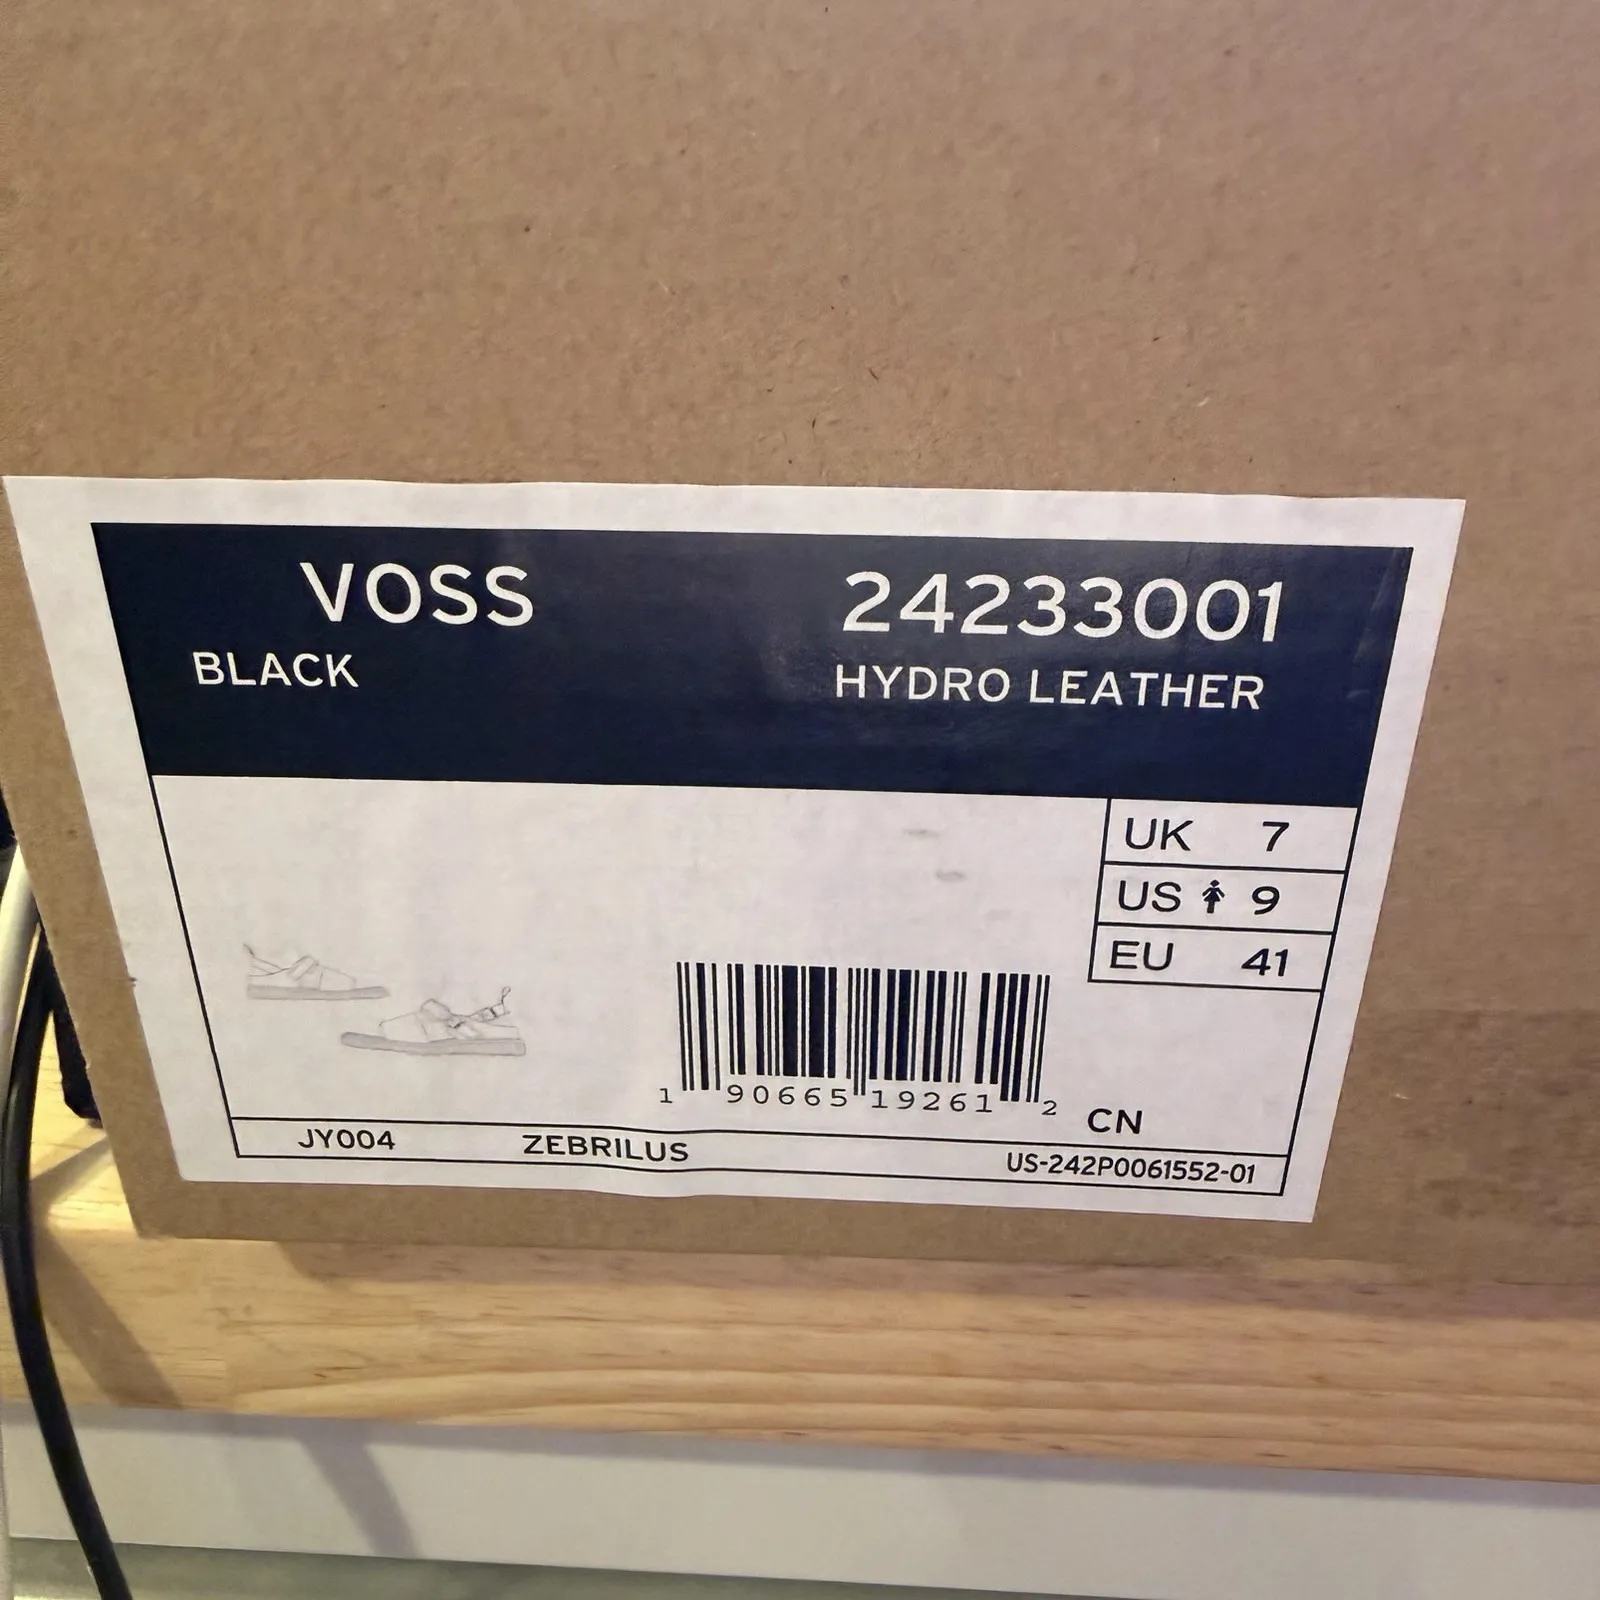 VOSS 24233001
BLACK HYDRO LEATHER
UK 7
US 9
EU 41
1 90665 19261 2
CN
JY004 ZEBRILUS US-242P0061552-01